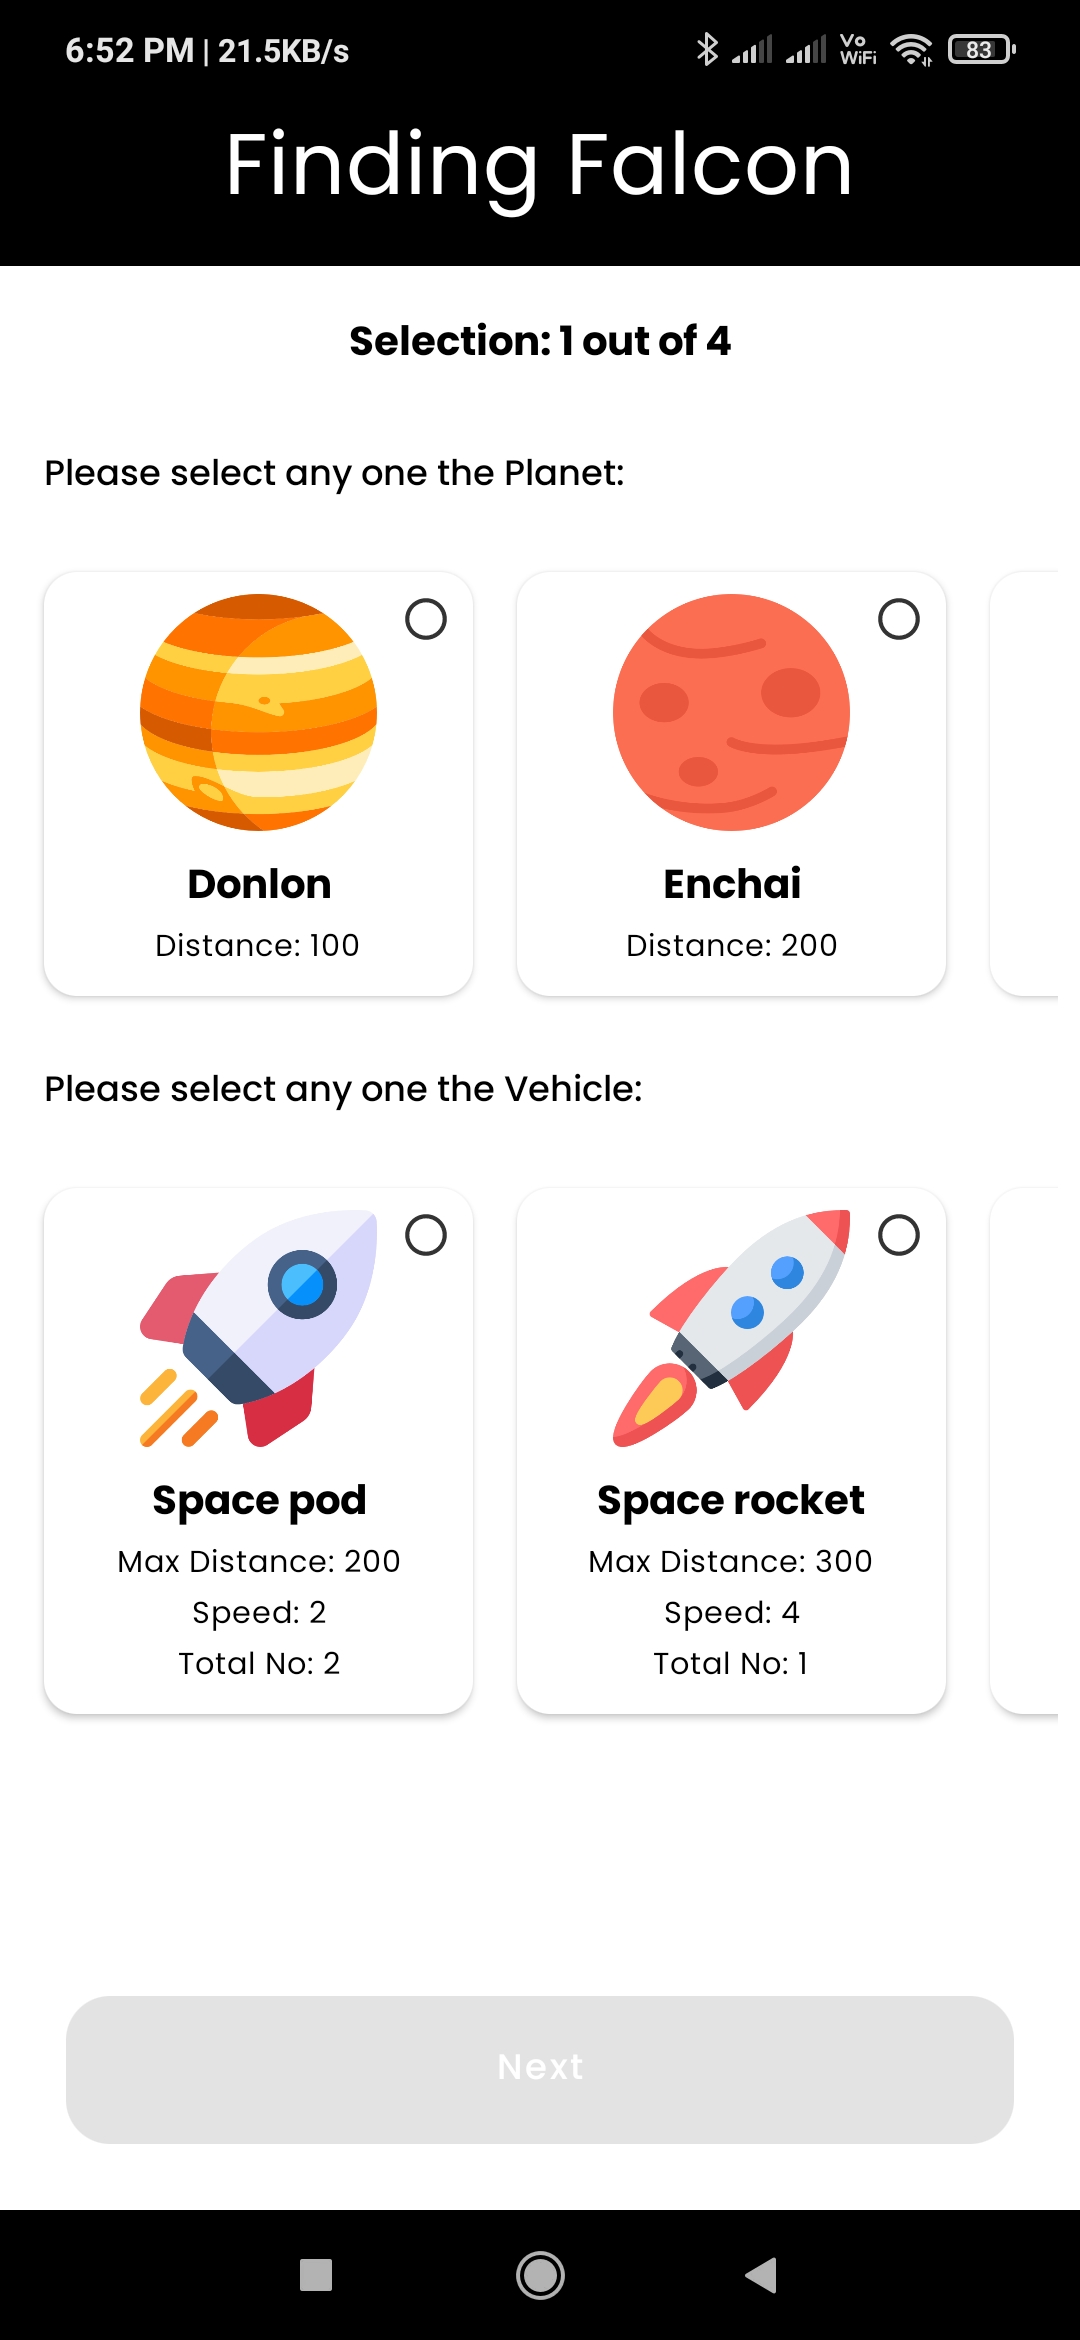 6:52 PM | 21.5KB/s
Vo
WiFi
83
Finding Falcon
Selection: 1 out of 4
Please select any one the Planet:
Donlon
Distance: 100
Enchai
Distance: 200
Please select any one the Vehicle:
Space pod
Max Distance: 200
Speed: 2
Total No: 2
Space rocket
Max Distance: 300
Speed: 4
Total No: 1
Next